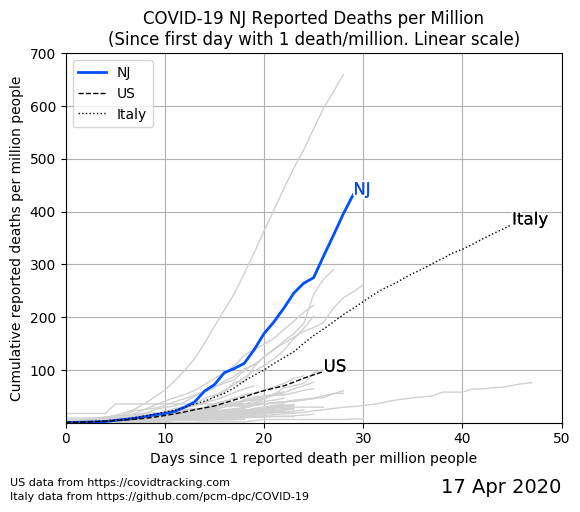 COVID-19 NJ Reported Deaths per Million
(Since first day with 1 death/million. Linear scale)
700
600
500
400
300
200
100
0
10
20
30
40
50
NJ
US
Italy
NJ
Italy
US
Cumulative reported deaths per million people
Days since 1 reported death per million people
US data from https://covidtracking.com
Italy data from https://github.com/pcm-dpc/COVID-19
17 Apr 2020